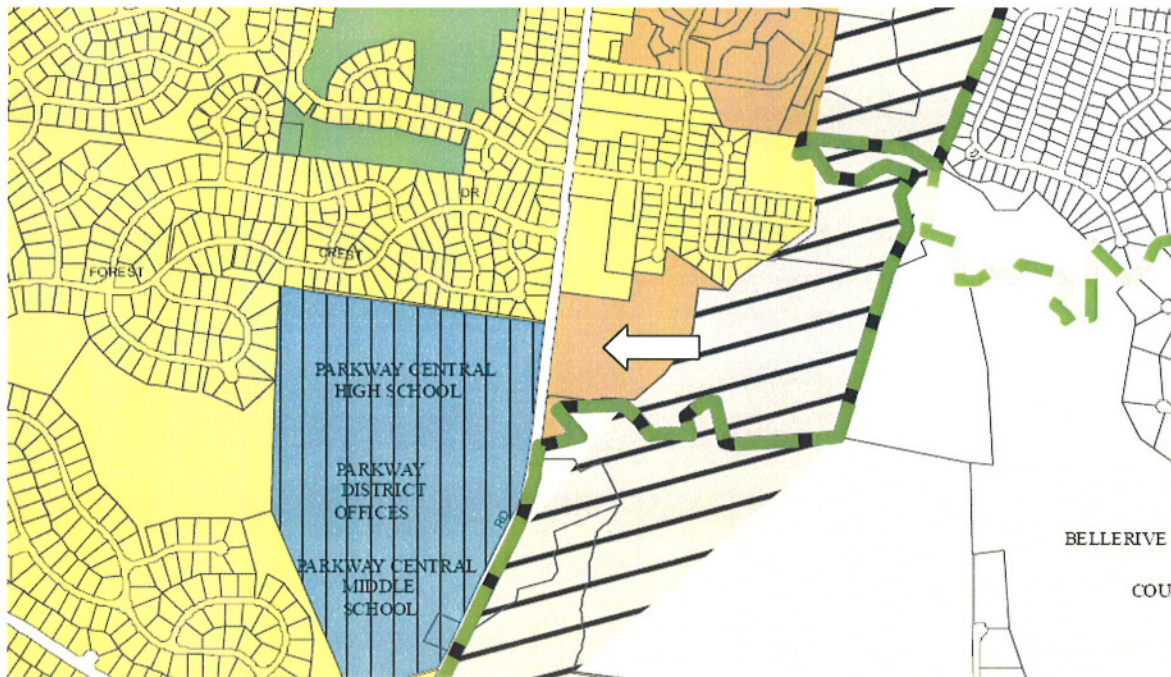 DR
CREST
FOREST
PARKWAY CENTRAL
HIGH SCHOOL
PARKWAY
DISTRICT
OFFICES
RD
PARKWAY CENTRAL
MIDDLE
SCHOOL
BELLERIVE
COU